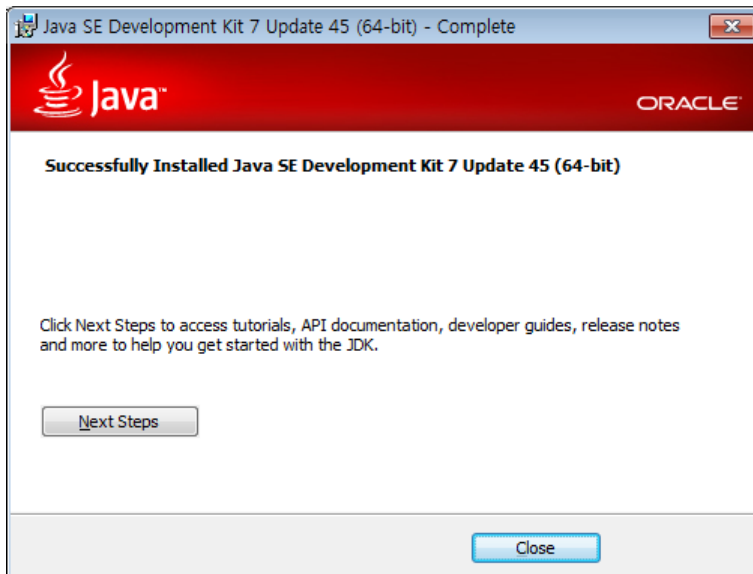 Java SE Development Kit 7 Update 45 (64-bit) - Complete
Java™
ORACLE
Successfully Installed Java SE Development Kit 7 Update 45 (64-bit)
Click Next Steps to access tutorials, API documentation, developer guides, release notes
and more to help you get started with the JDK.
Next Steps
Close